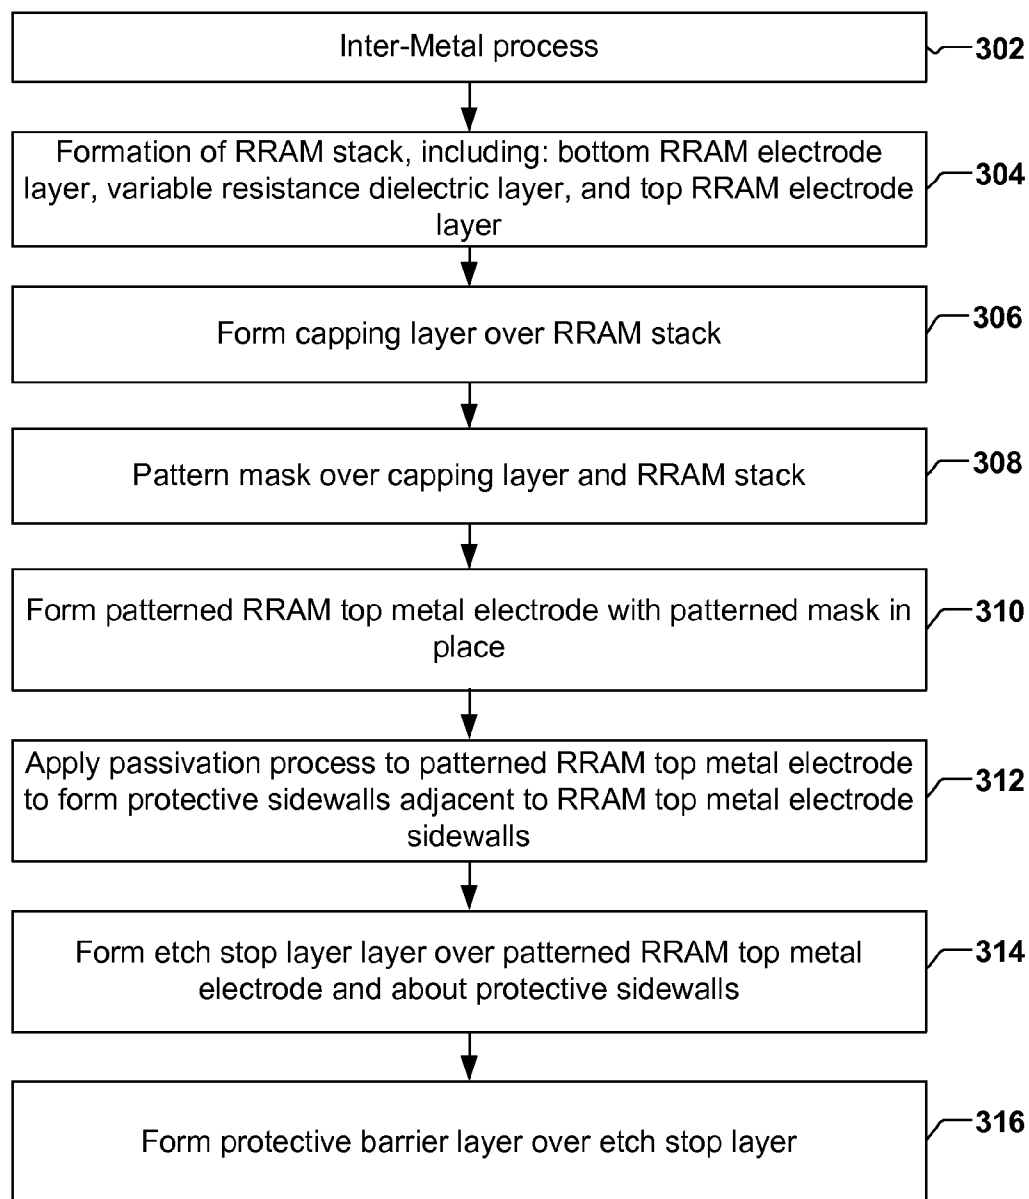 Inter-Metal process
302
Formation of RRAM stack, including: bottom RRAM electrode
layer, variable resistance dielectric layer, and top RRAM electrode
layer
304
Form capping layer over RRAM stack
306
Pattern mask over capping layer and RRAM stack
308
Form patterned RRAM top metal electrode with patterned mask in
place
310
Apply passivation process to patterned RRAM top metal electrode
to form protective sidewalls adjacent to RRAM top metal electrode
sidewalls
312
Form etch stop layer layer over patterned RRAM top metal
electrode and about protective sidewalls
314
Form protective barrier layer over etch stop layer
316